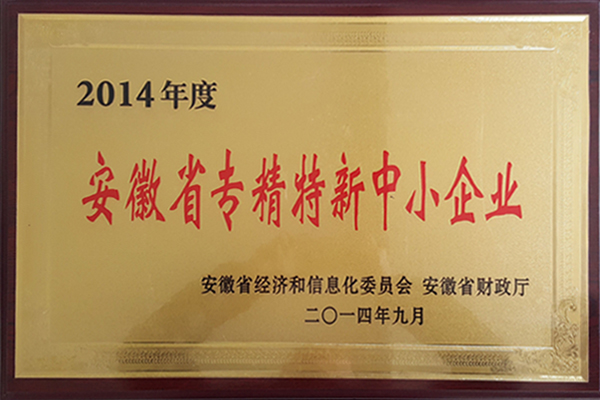 2014年度
安徽省专精特新中小企业
安徽省经济和信息化委员会 安徽省财政厅
二〇一四年九月